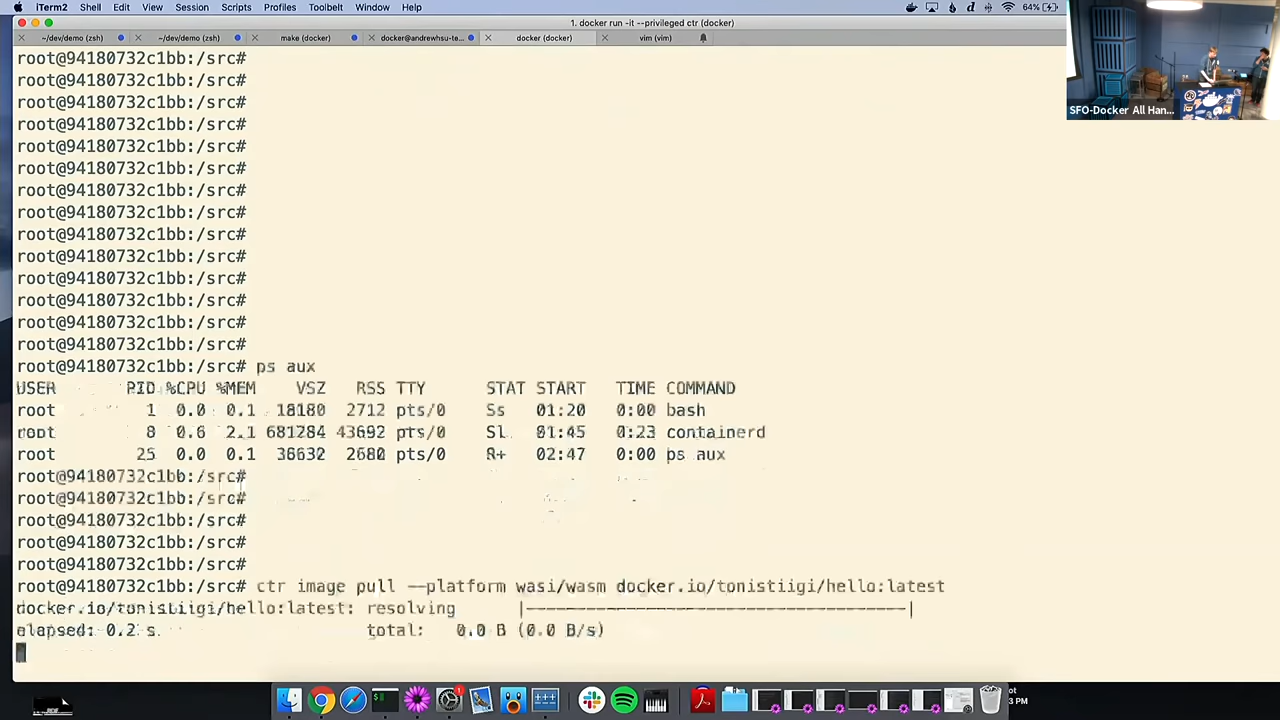 iTerm2 Shell Edit View Session Scripts Profiles Toolbelt Window Help 64%
1. docker run -it --privileged ctr (docker)
~/dev/demo (zsh) ~/dev/demo (zsh) make (docker) docker@andrewhsu-te... docker (docker) vim (vim)
root@94180732c1bb:/src#
root@94180732c1bb:/src#
root@94180732c1bb:/src#
root@94180732c1bb:/src#
root@94180732c1bb:/src#
root@94180732c1bb:/src#
root@94180732c1bb:/src#
root@94180732c1bb:/src#
root@94180732c1bb:/src#
root@94180732c1bb:/src#
root@94180732c1bb:/src#
root@94180732c1bb:/src#
root@94180732c1bb:/src#
root@94180732c1bb:/src#
root@94180732c1bb:/src# ps aux
USER PID %CPU %MEM VSZ RSS TTY STAT START TIME COMMAND
root 1 0.0 0.1 18180 2712 pts/0 Ss 01:20 0:00 bash
root 8 0.6 2.1 681284 43692 pts/0 Sl 01:45 0:23 containerd
root 25 0.0 0.1 36632 2680 pts/0 R+ 02:47 0:00 ps aux
root@94180732c1bb:/src#
root@94180732c1bb:/src#
root@94180732c1bb:/src#
root@94180732c1bb:/src#
root@94180732c1bb:/src#
root@94180732c1bb:/src# ctr image pull --platform wasi/wasm docker.io/tonistiigi/hello:latest
docker.io/tonistiigi/hello:latest: resolving |--------------------------------------|
elapsed: 0.2 s total: 0.0 B (0.0 B/s)
SFO-Docker All Han...